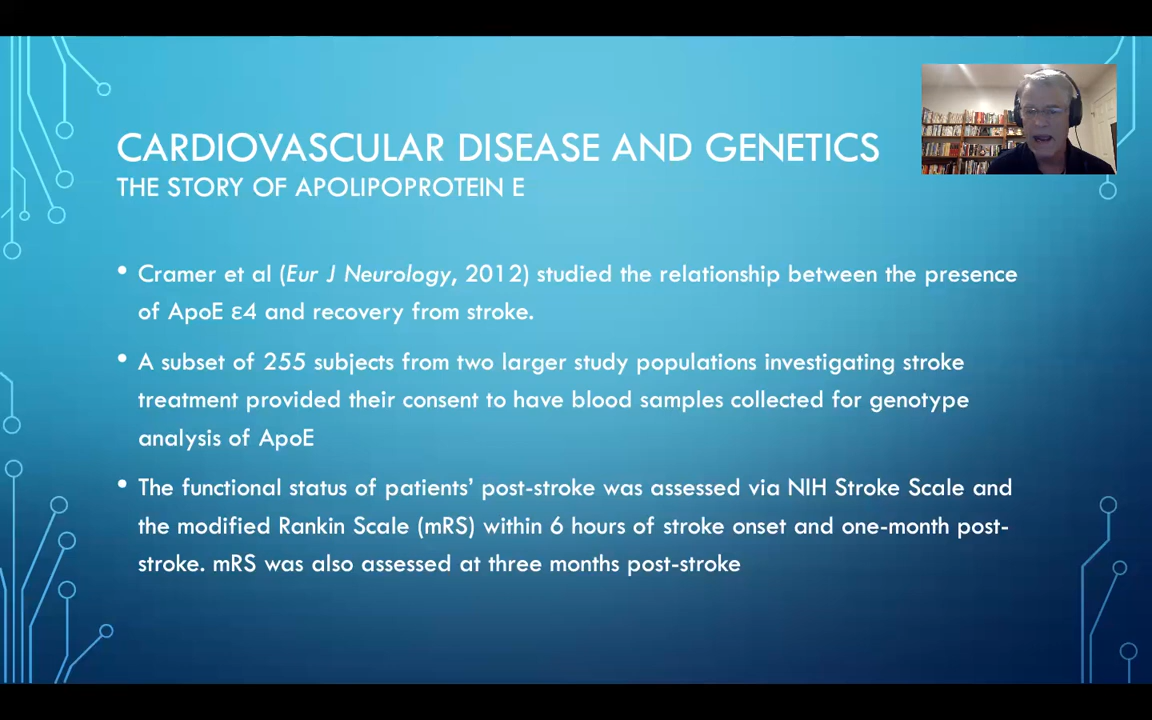 CARDIOVASCULAR DISEASE AND GENETICS
THE STORY OF APOLIPOPROTEIN E
• Cramer et al (Eur J Neurology, 2012) studied the relationship between the presence
of ApoE ε4 and recovery from stroke.
• A subset of 255 subjects from two larger study populations investigating stroke
treatment provided their consent to have blood samples collected for genotype
analysis of ApoE
• The functional status of patients’ post-stroke was assessed via NIH Stroke Scale and
the modified Rankin Scale (mRS) within 6 hours of stroke onset and one-month post-
stroke. mRS was also assessed at three months post-stroke